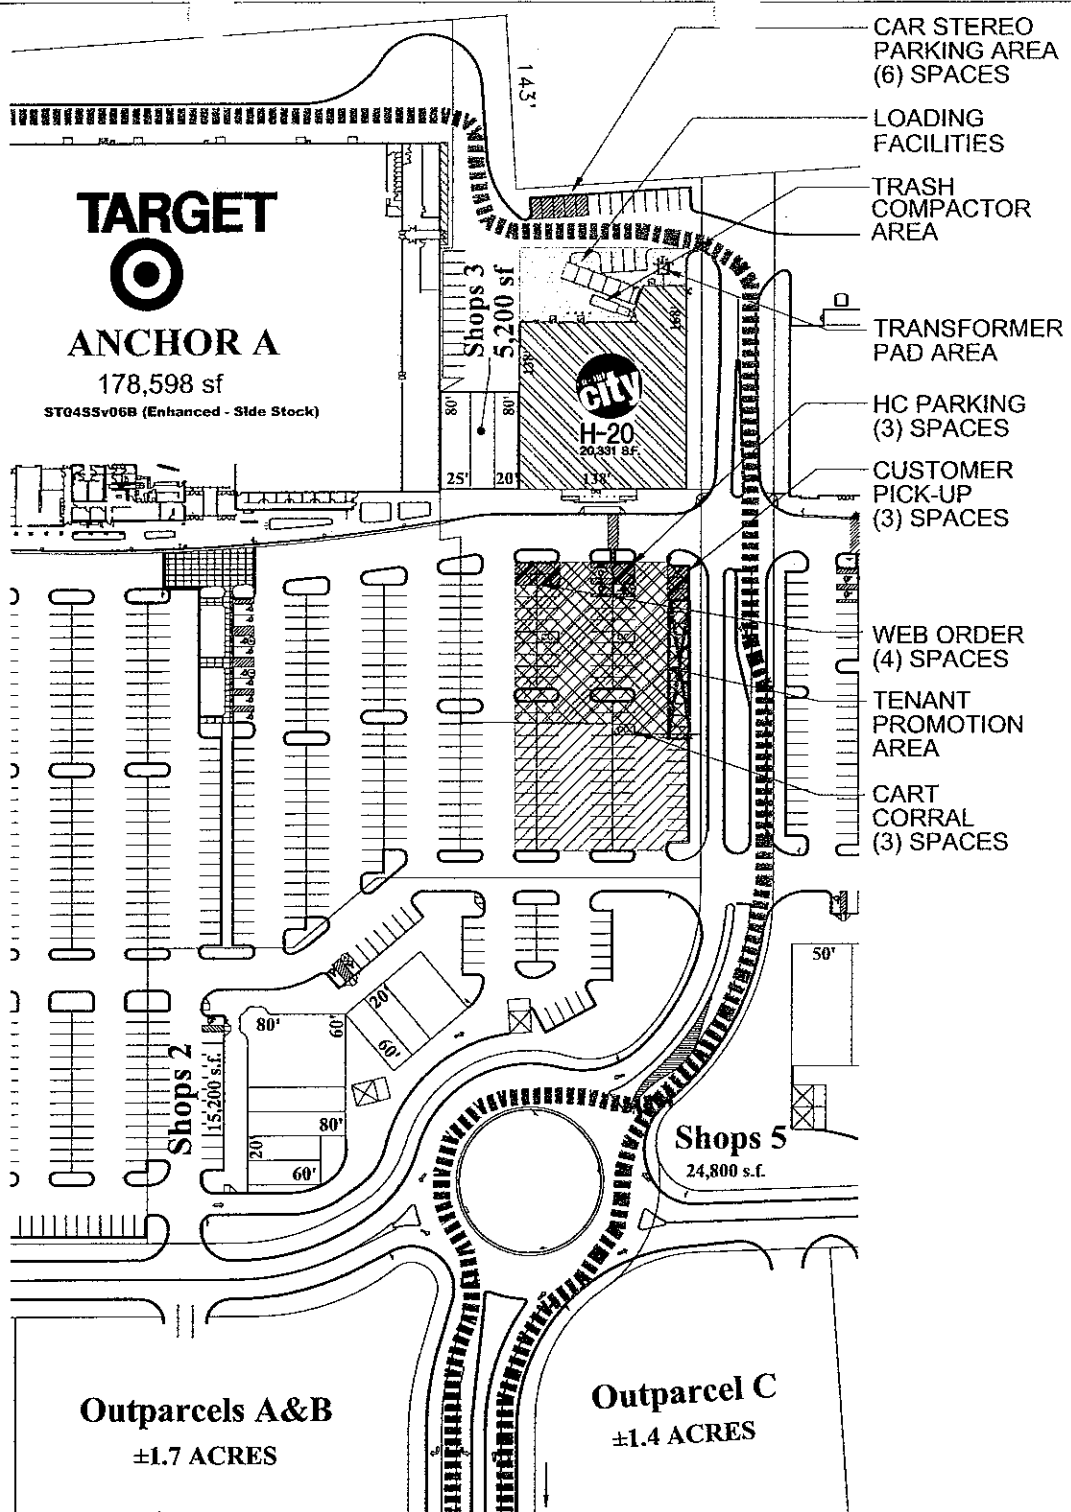 CAR STEREO
PARKING AREA
(6) SPACES
143'
LOADING
FACILITIES
TRASH
COMPACTOR
AREA
TARGET
ANCHOR A
178,598 sf
ST04SSv06B (Enhanced - Side Stock)
Shops 3
5,200 sf
168'
city
H-20
20,331 S.F.
138'
80'
80'
25'
20'
TRANSFORMER
PAD AREA
HC PARKING
(3) SPACES
CUSTOMER
PICK-UP
(3) SPACES
WEB ORDER
(4) SPACES
TENANT
PROMOTION
AREA
CART
CORRAL
(3) SPACES
50'
20'
60'
80'
60'
Shops 2
15,200 s.f.
80'
20'
60'
Shops 5
24,800 s.f.
Outparcels A&B
±1.7 ACRES
Outparcel C
±1.4 ACRES